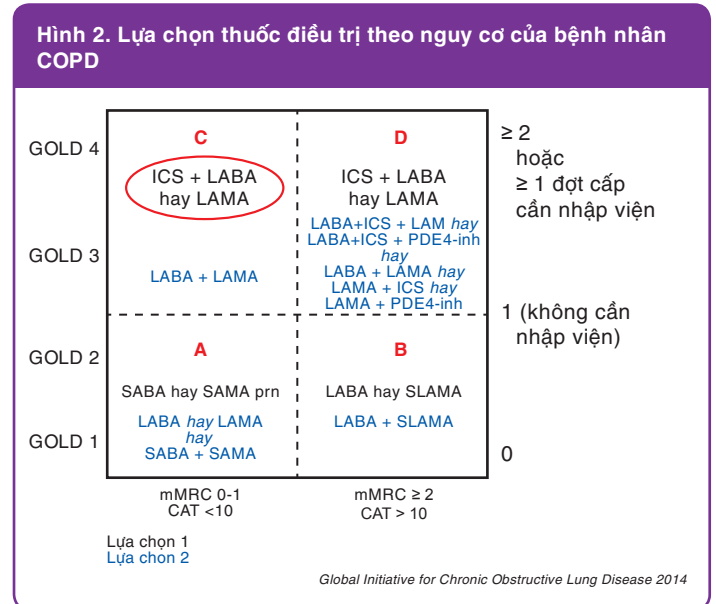 Hình 2. Lựa chọn thuốc điều trị theo nguy cơ của bệnh nhân
COPD
GOLD 4
GOLD 3
GOLD 2
GOLD 1
C
ICS + LABA
hay LAMA
LABA + LAMA
D
ICS + LABA
hay LAMA
LABA+ICS + LAM hay
LABA+ICS + PDE4-inh
hay
LABA + LAMA hay
LAMA + ICS hay
LAMA + PDE4-inh
A
SABA hay SAMA prn
LABA hay LAMA
hay
SABA + SAMA
B
LABA hay SLAMA
LABA + SLAMA
≥ 2
hoặc
≥ 1 đợt cấp
cần nhập viện
1 (không cần
nhập viện)
0
mMRC 0-1
CAT <10
mMRC ≥ 2
CAT > 10
Lựa chọn 1
Lựa chon 2
Global Initiative for Chronic Obstructive Lung Disease 2014